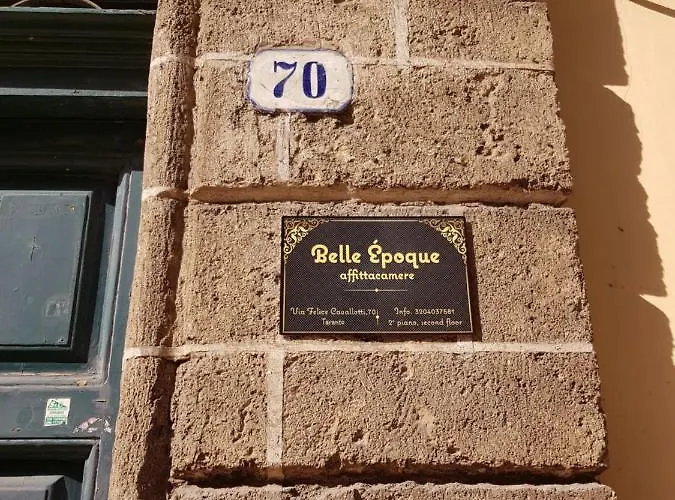 70
Belle Époque
affittacamere
Via Felice Cavallotti,70
Taranto
Info. 3204037581
2° piano, second floor